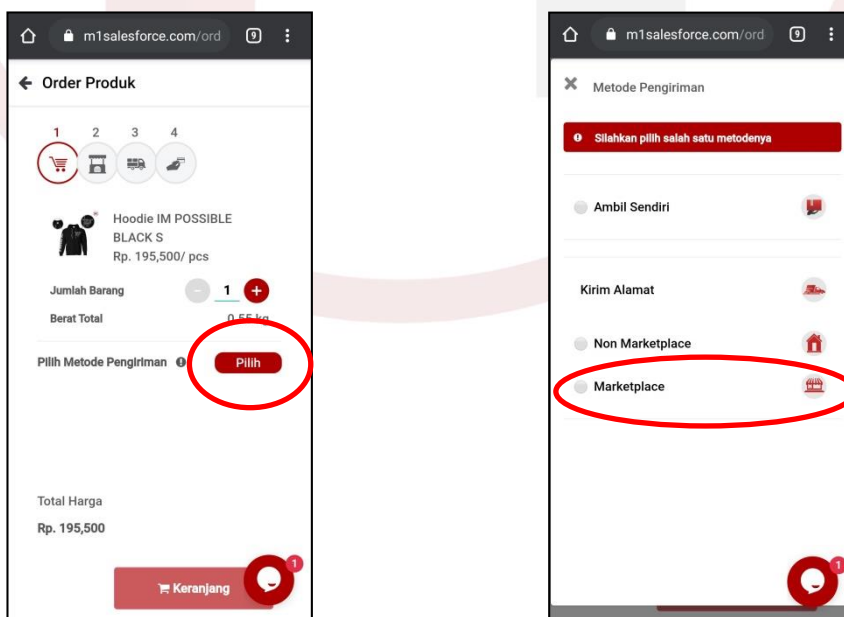 m1salesforce.com/ord 9
Order Produk
1 2 3 4
Hoodie IM POSSIBLE
BLACK S
Rp. 195,500/ pcs
Jumlah Barang 1
Berat Total 0.55 kg
Pilih Metode Pengiriman Pilih
Total Harga
Rp. 195,500
Keranjang
1
m1salesforce.com/ord 9
Metode Pengiriman
Silahkan pilih salah satu metodenya
Ambil Sendiri
Kirim Alamat
Non Marketplace
Marketplace
1